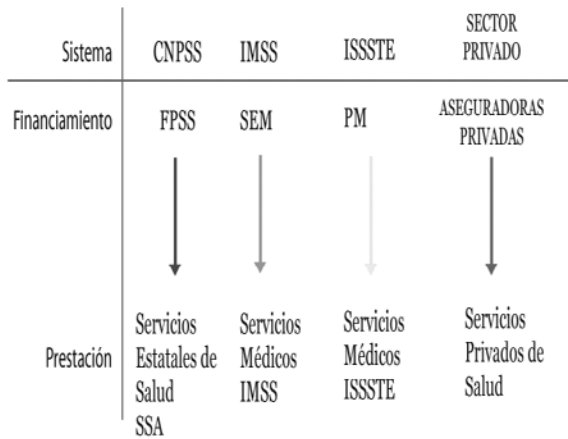 Sistema CNPSS IMSS ISSSTE SECTOR
PRIVADO
Financiamiento FPSS SEM PM ASEGURADORAS
PRIVADAS
Prestación
Servicios
Estatales de
Salud
SSA
Servicios
Médicos
IMSS
Servicios
Médicos
ISSSTE
Servicios
Privados de
Salud